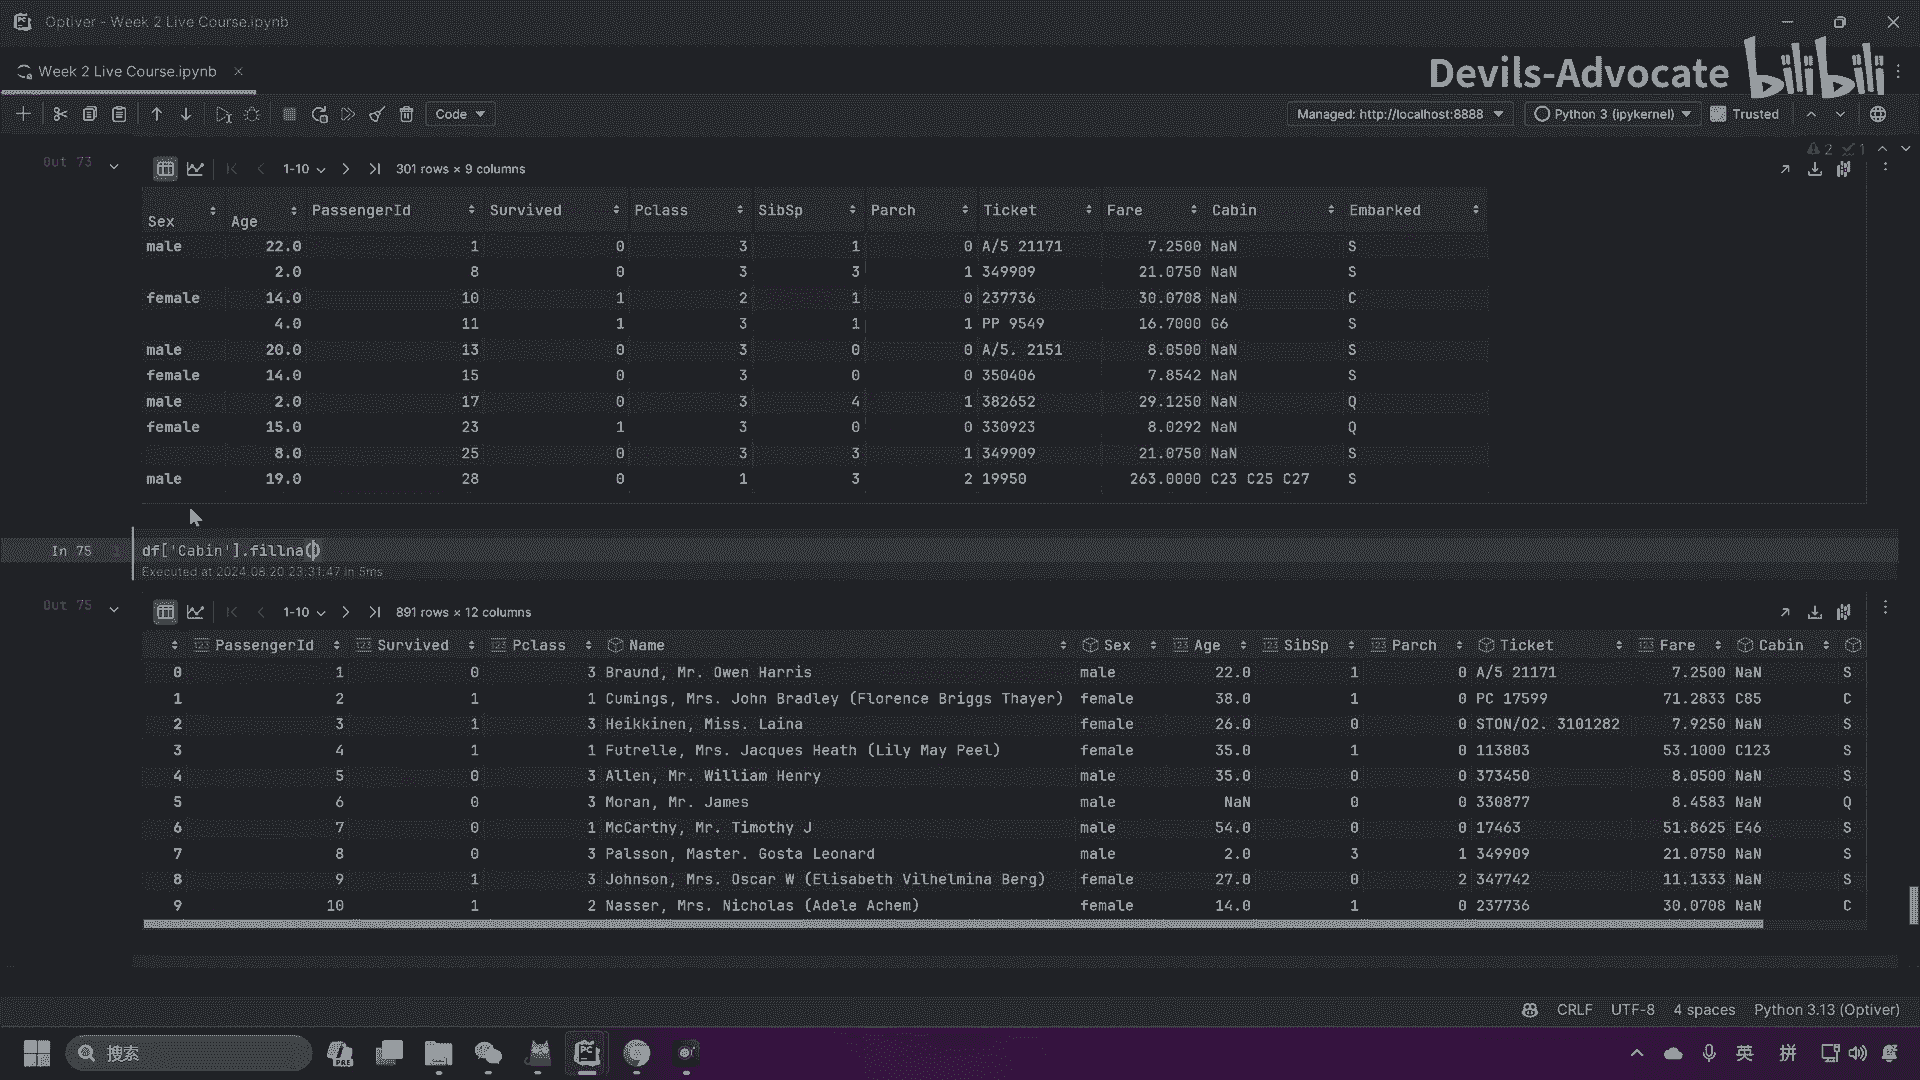 Optiver - Week 2 Live Course.ipynb
Week 2 Live Course.ipynb
Devils-Advocate bilibili
Code
Managed: http://localhost:8888
Python 3 (ipykernel)
Trusted
2 1
Out 73
1-10
301 rows × 9 columns
Sex Age PassengerId Survived Pclass SibSp Parch Ticket Fare Cabin Embarked
male 22.0 1 0 3 1 0 A/5 21171 7.2500 NaN S
2.0 8 0 3 3 1 349909 21.0750 NaN S
female 14.0 10 1 2 1 0 237736 30.0708 NaN C
4.0 11 1 3 1 1 PP 9549 16.7000 G6 S
male 20.0 13 0 3 0 0 A/5. 2151 8.0500 NaN S
female 14.0 15 0 3 0 0 350406 7.8542 NaN S
male 2.0 17 0 3 4 1 382652 29.1250 NaN Q
female 15.0 23 1 3 0 0 330923 8.0292 NaN Q
8.0 25 0 3 3 1 349909 21.0750 NaN S
male 19.0 28 0 1 3 2 19950 263.0000 C23 C25 C27 S
In 75 1 df['Cabin'].fillna()
Executed at 2024.08.20 23:31:47 in 5ms
Out 75
1-10
891 rows × 12 columns
PassengerId Survived Pclass Name Sex Age SibSp Parch Ticket Fare Cabin
0 1 0 3 Braund, Mr. Owen Harris male 22.0 1 0 A/5 21171 7.2500 NaN S
1 2 1 1 Cumings, Mrs. John Bradley (Florence Briggs Thayer) female 38.0 1 0 PC 17599 71.2833 C85 C
2 3 1 3 Heikkinen, Miss. Laina female 26.0 0 0 STON/O2. 3101282 7.9250 NaN S
3 4 1 1 Futrelle, Mrs. Jacques Heath (Lily May Peel) female 35.0 1 0 113803 53.1000 C123 S
4 5 0 3 Allen, Mr. William Henry male 35.0 0 0 373450 8.0500 NaN S
5 6 0 3 Moran, Mr. James male NaN 0 0 330877 8.4583 NaN Q
6 7 0 1 McCarthy, Mr. Timothy J male 54.0 0 0 17463 51.8625 E46 S
7 8 0 3 Palsson, Master. Gosta Leonard male 2.0 3 1 349909 21.0750 NaN S
8 9 1 3 Johnson, Mrs. Oscar W (Elisabeth Vilhelmina Berg) female 27.0 0 2 347742 11.1333 NaN S
9 10 1 2 Nasser, Mrs. Nicholas (Adele Achem) female 14.0 1 0 237736 30.0708 NaN C
CRLF UTF-8 4 spaces Python 3.13 (Optiver)
搜索
英 拼